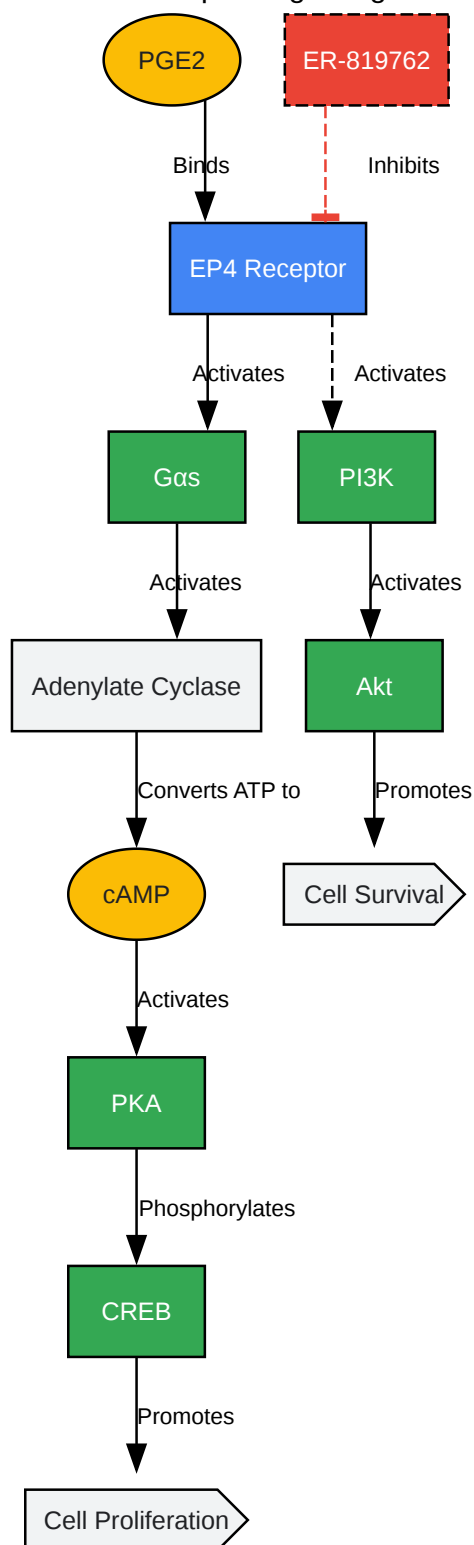 PGE2
ER-819762
Binds
Inhibits
EP4 Receptor
Activates
Activates
Gαs
PI3K
Activates
Activates
Adenylate Cyclase
Akt
Converts ATP to
Promotes
cAMP
Cell Survival
Activates
PKA
Phosphorylates
CREB
Promotes
Cell Proliferation